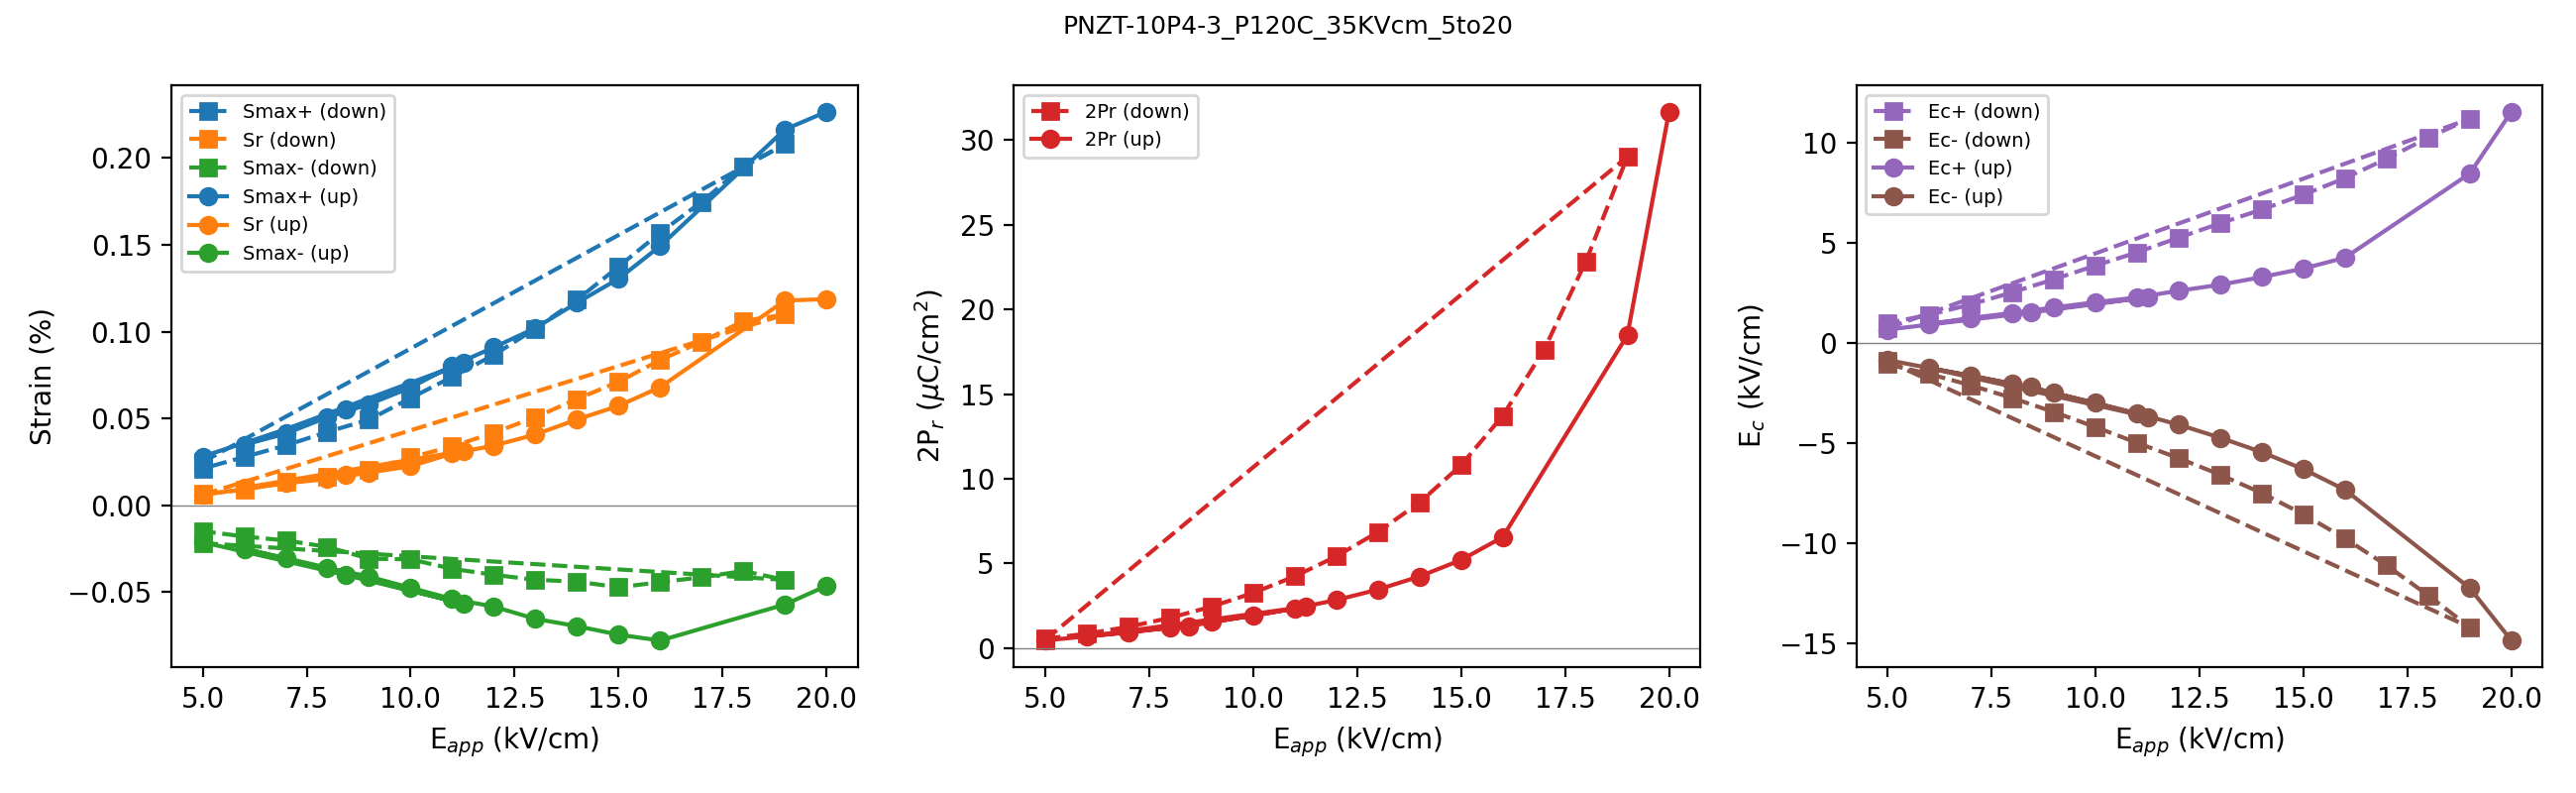 PNZT-10P4-3_P120C_35KVcm_5to20
Strain (%)
0.20
0.15
0.10
0.05
0.00
−0.05
Smax+ (down)
Sr (down)
Smax- (down)
Smax+ (up)
Sr (up)
Smax- (up)
5.0 7.5 10.0 12.5 15.0 17.5 20.0
E_app (kV/cm)
2P_r (μC/cm²)
30
25
20
15
10
5
0
2Pr (down)
2Pr (up)
5.0 7.5 10.0 12.5 15.0 17.5 20.0
E_app (kV/cm)
E_c (kV/cm)
10
5
0
−5
−10
−15
Ec+ (down)
Ec- (down)
Ec+ (up)
Ec- (up)
5.0 7.5 10.0 12.5 15.0 17.5 20.0
E_app (kV/cm)